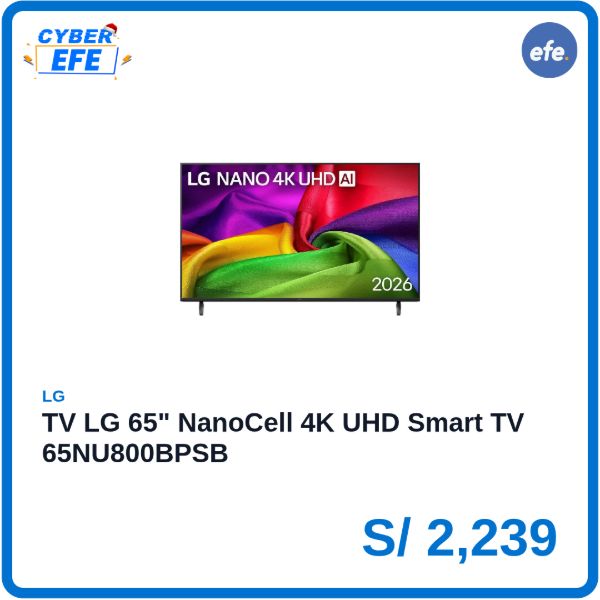 CYBER
EFE
efe.
LG NANO 4K UHD AI
2026
LG
TV LG 65" NanoCell 4K UHD Smart TV
65NU800BPSB
S/ 2,239